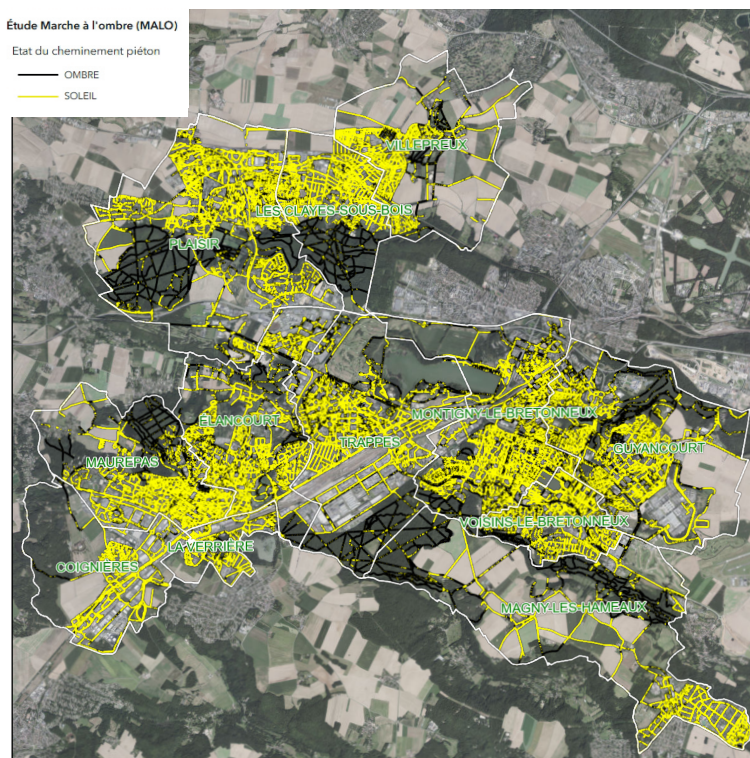 Étude Marche à l'ombre (MALO)
Etat du cheminement piéton
OMBRE
SOLEIL
VILLEPREUX
LES CLAYES-SOUS-BOIS
PLAISIR
ÉLANCOURT
MONTIGNY-LE-BRETONNEUX
TRAPPES
GUYANCOURT
MAUREPAS
VOISINS-LE-BRETONNEUX
LA VERRIÈRE
COIGNIÈRES
MAGNY-LES-HAMEAUX